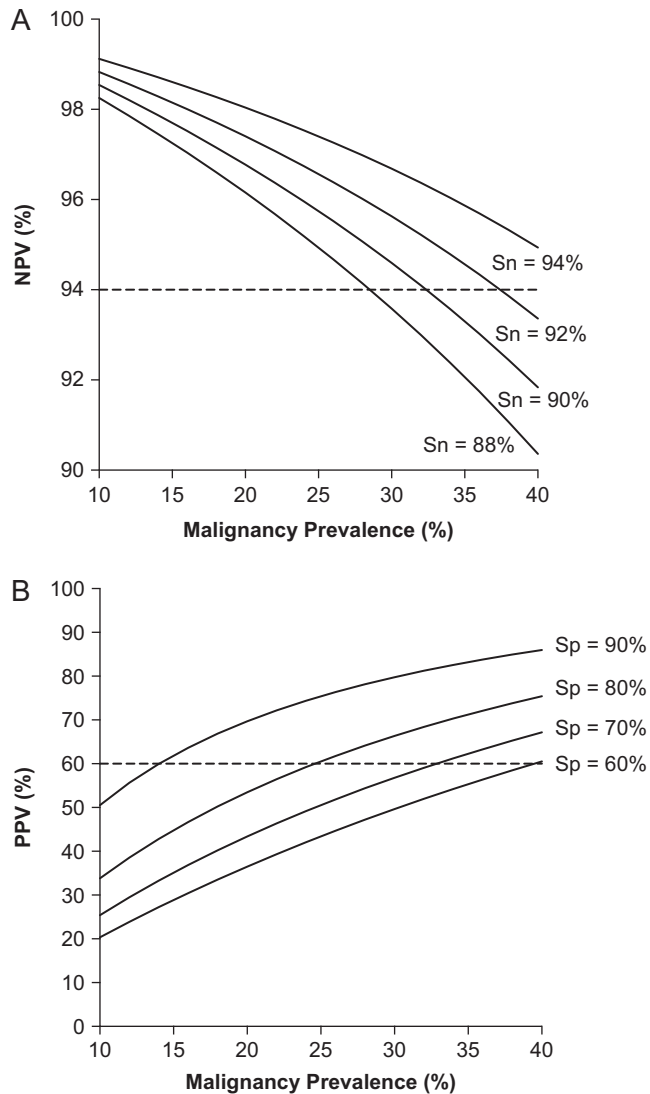 A
100
98
96
94
92
90
NPV (%)
Sn = 94%
Sn = 92%
Sn = 90%
Sn = 88%
10 15 20 25 30 35 40
Malignancy Prevalence (%)
B
100
90
80
70
60
50
40
30
20
10
0
PPV (%)
Sp = 90%
Sp = 80%
Sp = 70%
Sp = 60%
10 15 20 25 30 35 40
Malignancy Prevalence (%)